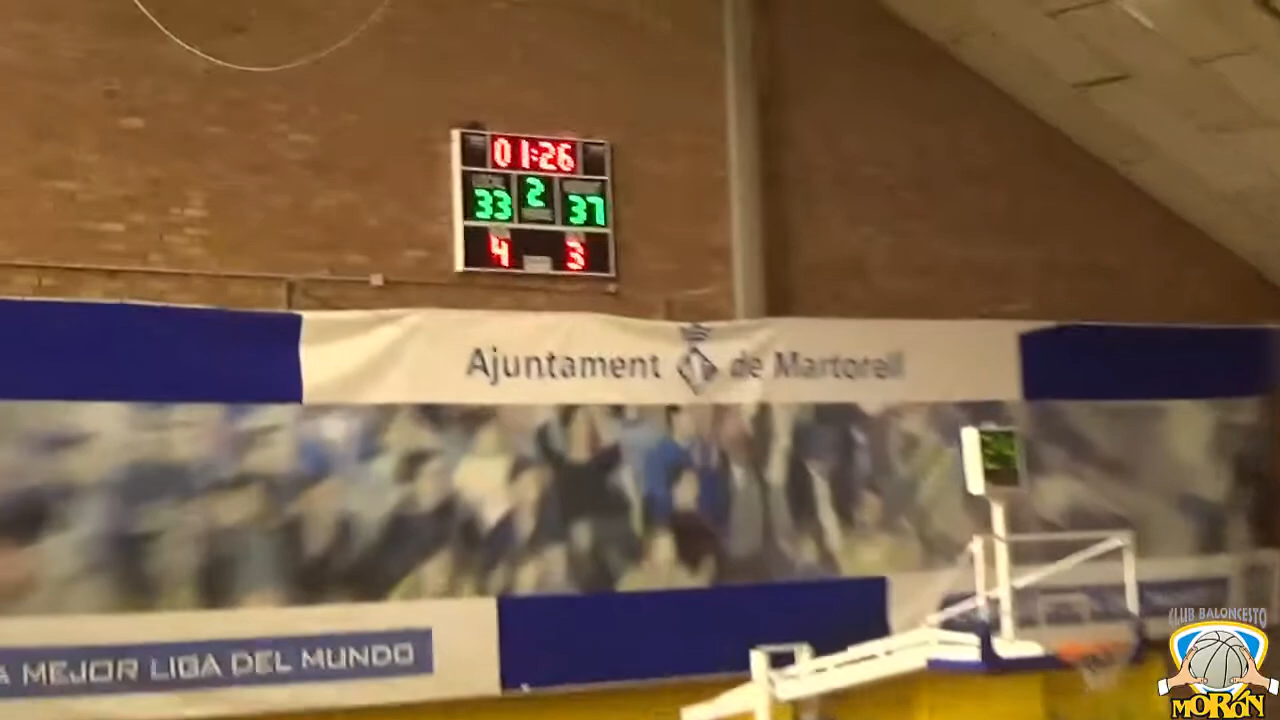 01:26
33 2 37
4 3
Ajuntament de Martorell
MEJOR LIGA DEL MUNDO
CLUB BALONCESTO
MORÓN